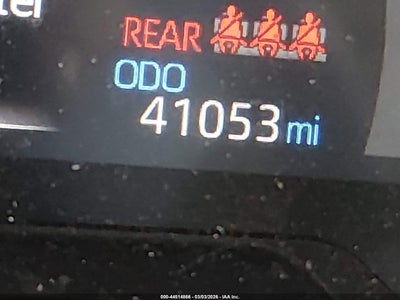 REAR
ODO
41053 mi
000-44514866 - 03/03/2026 - IAA Inc.